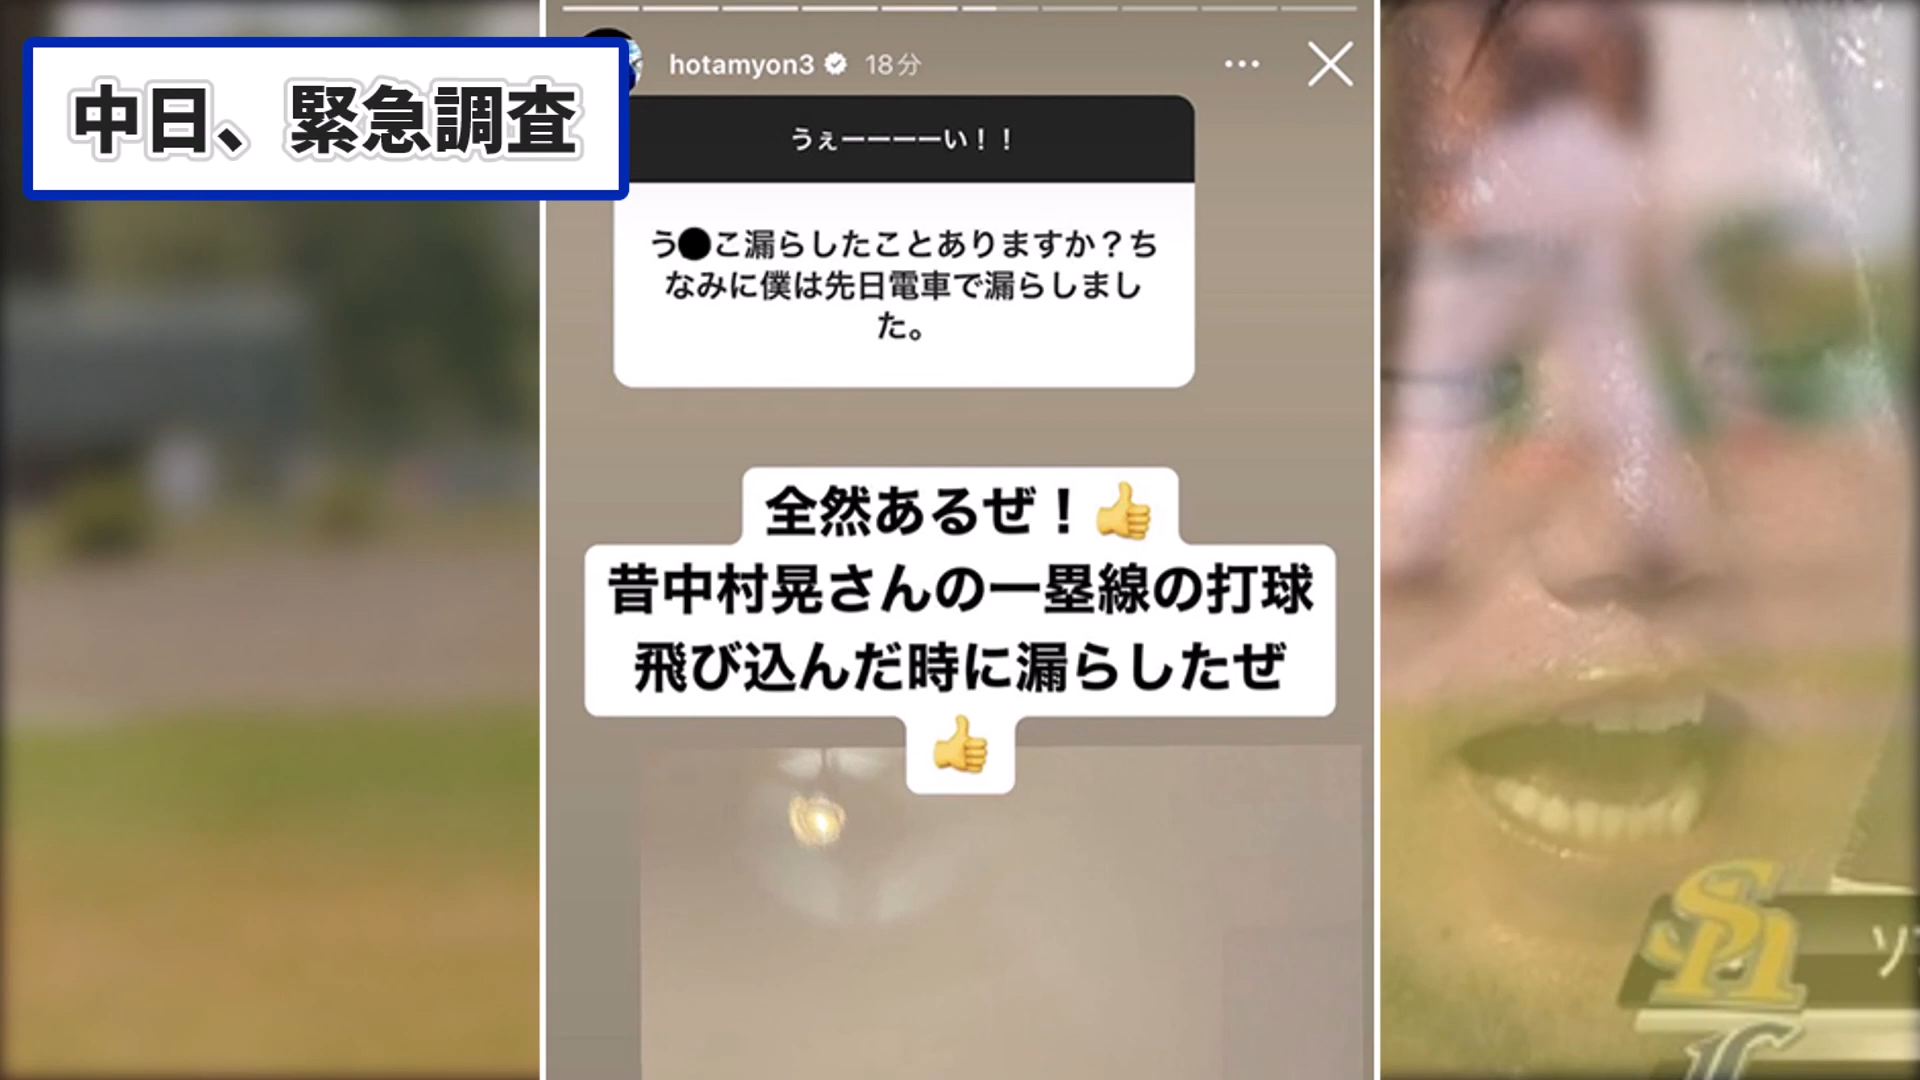 中日、緊急調査
hotamyon3 18分
うぇーーーーい！！
う●こ漏らしたことありますか？ち
なみに僕は先日電車で漏らしまし
た。
全然あるぜ！👍
昔中村晃さんの一塁線の打球
飛び込んだ時に漏らしたぜ
👍
SH
ソ